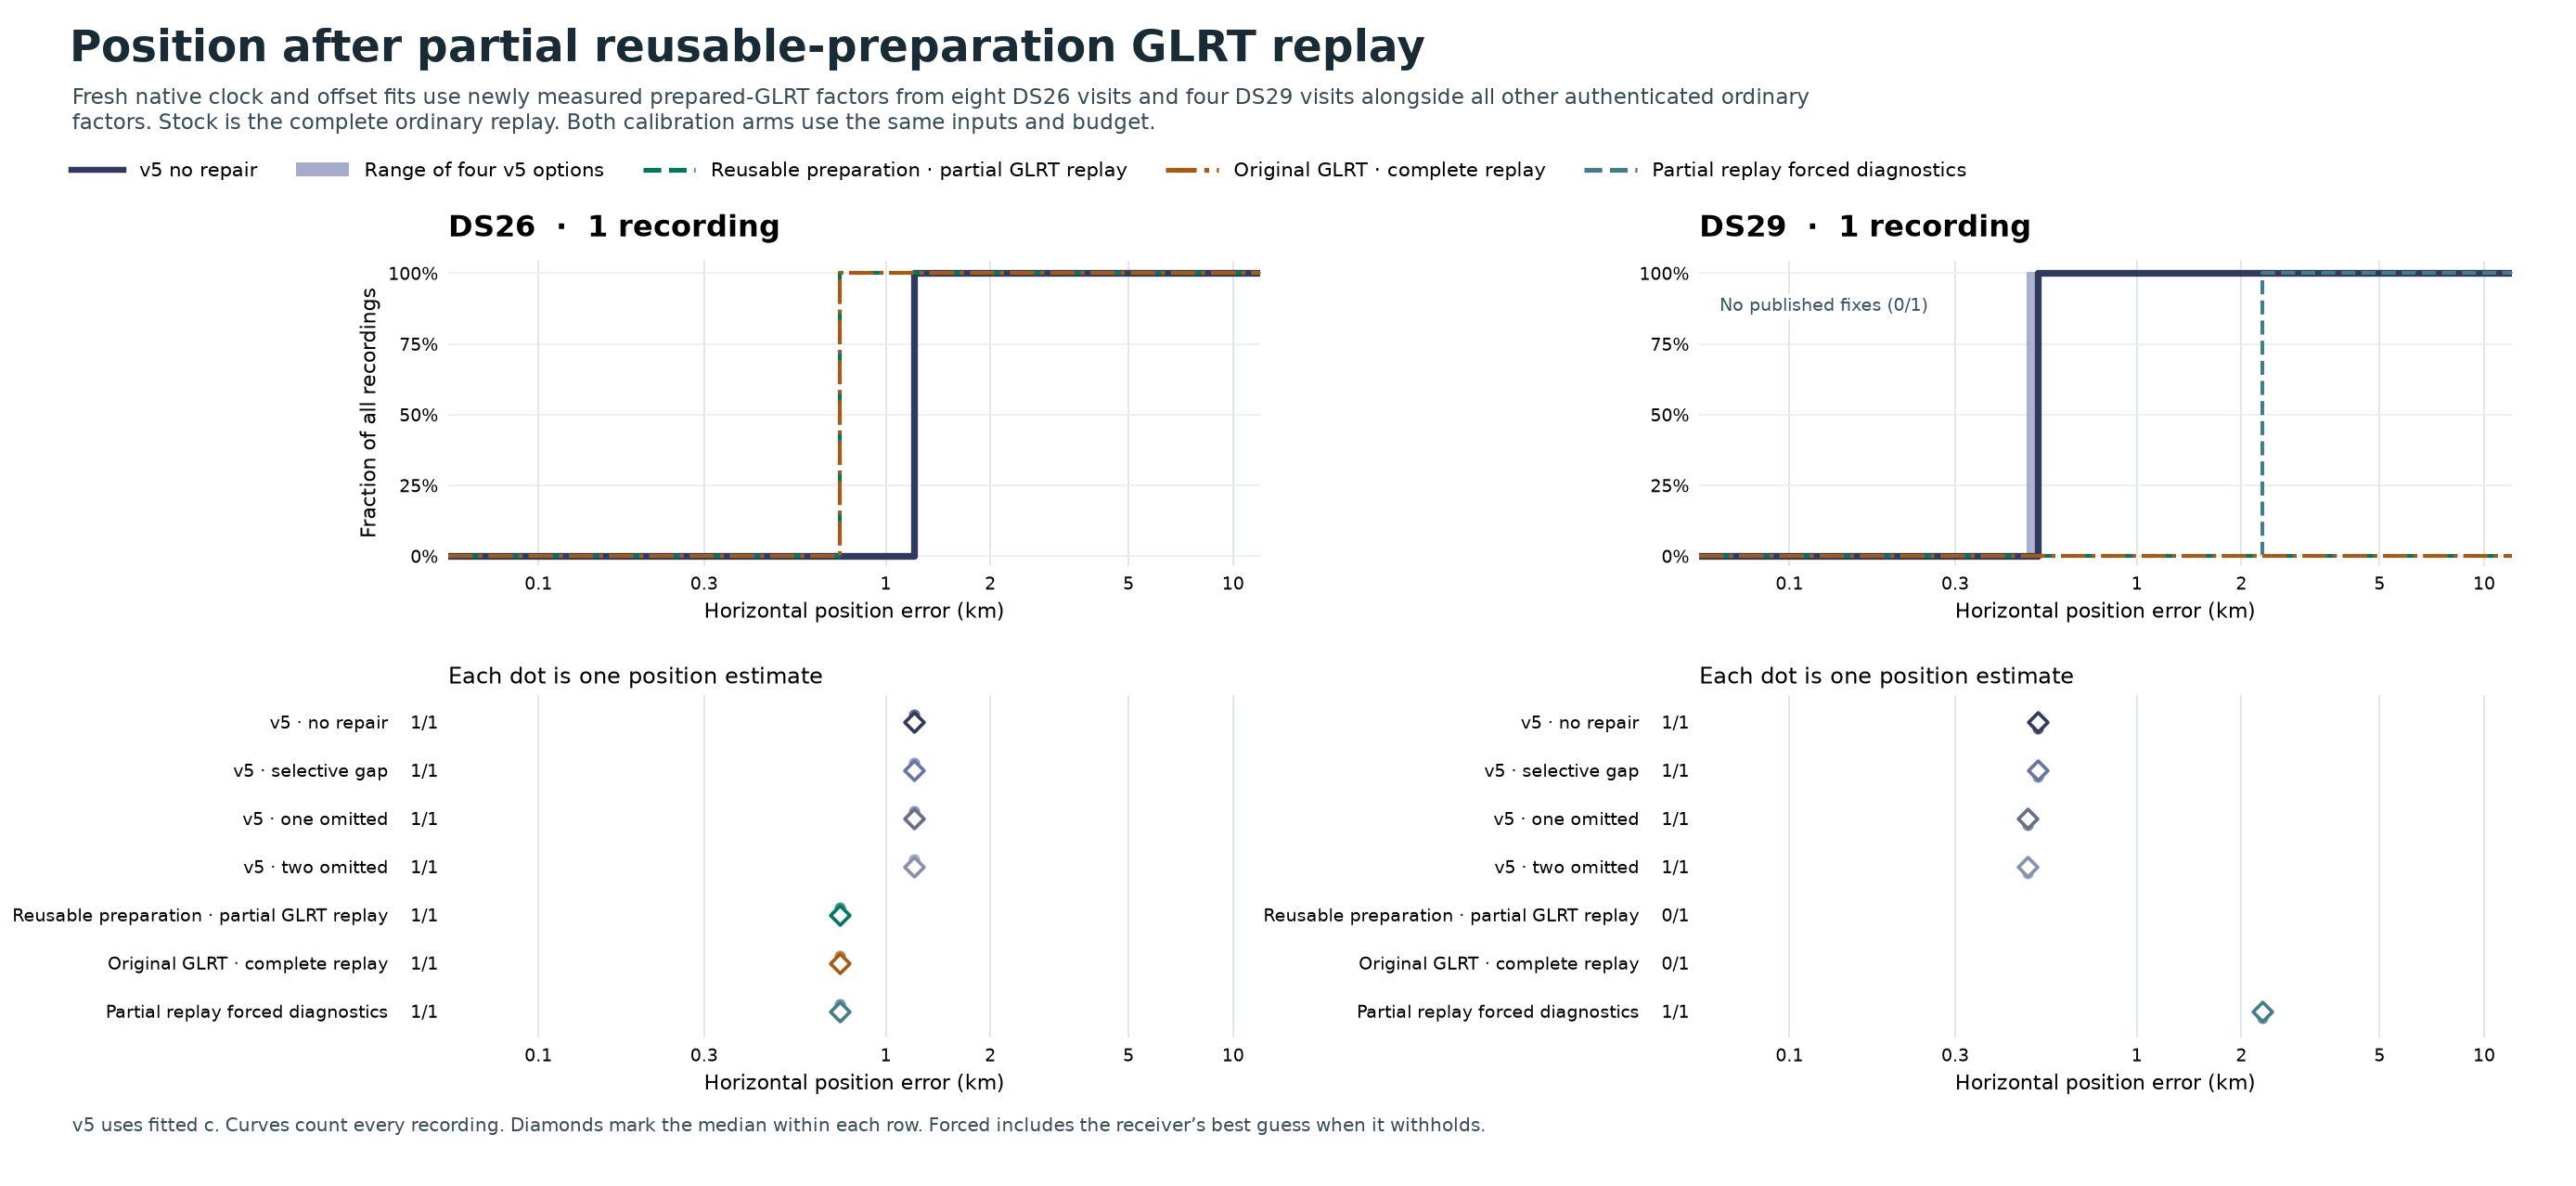 Position after partial reusable-preparation GLRT replay
Fresh native clock and offset fits use newly measured prepared-GLRT factors from eight DS26 visits and four DS29 visits alongside all other authenticated ordinary
factors. Stock is the complete ordinary replay. Both calibration arms use the same inputs and budget.
v5 no repair
Range of four v5 options
Reusable preparation · partial GLRT replay
Original GLRT · complete replay
Partial replay forced diagnostics
DS26 · 1 recording
Fraction of all recordings
100%
75%
50%
25%
0%
0.1 0.3 1 2 5 10
Horizontal position error (km)
DS29 · 1 recording
No published fixes (0/1)
100%
75%
50%
25%
0%
0.1 0.3 1 2 5 10
Horizontal position error (km)
Each dot is one position estimate
v5 · no repair 1/1
v5 · selective gap 1/1
v5 · one omitted 1/1
v5 · two omitted 1/1
Reusable preparation · partial GLRT replay 1/1
Original GLRT · complete replay 1/1
Partial replay forced diagnostics 1/1
0.1 0.3 1 2 5 10
Horizontal position error (km)
Each dot is one position estimate
v5 · no repair 1/1
v5 · selective gap 1/1
v5 · one omitted 1/1
v5 · two omitted 1/1
Reusable preparation · partial GLRT replay 0/1
Original GLRT · complete replay 0/1
Partial replay forced diagnostics 1/1
0.1 0.3 1 2 5 10
Horizontal position error (km)
v5 uses fitted c. Curves count every recording. Diamonds mark the median within each row. Forced includes the receiver’s best guess when it withholds.